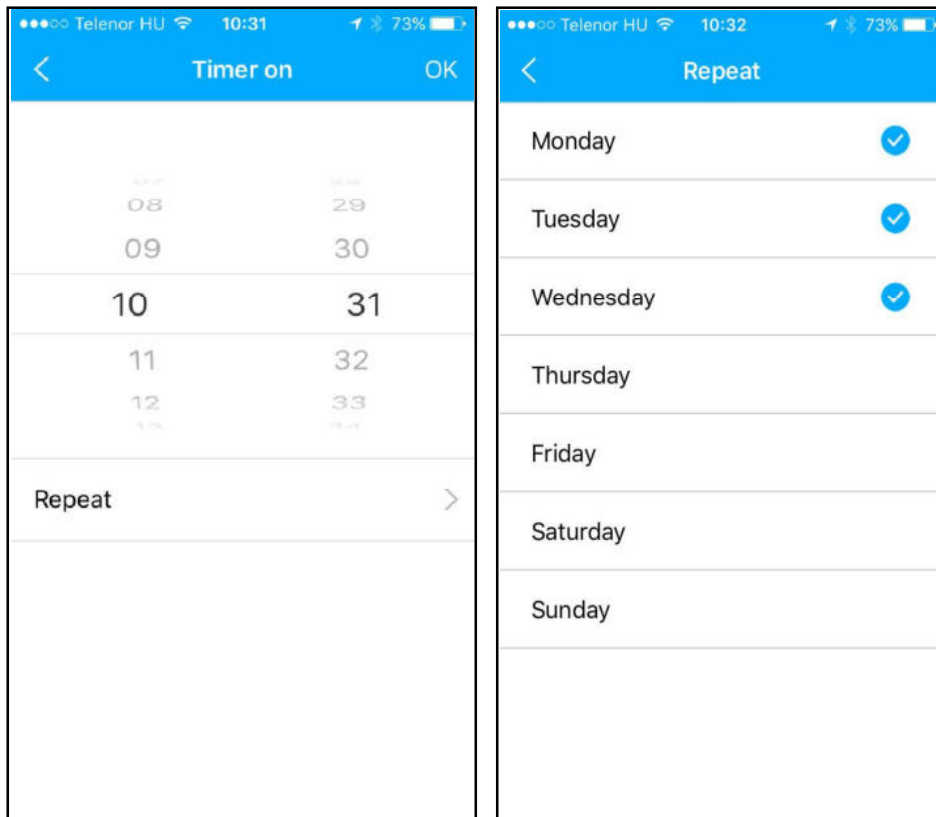 Telenor HU 10:31 73%
Timer on OK
08 29
09 30
10 31
11 32
12 33
Repeat
Telenor HU 10:32 73%
Repeat
Monday
Tuesday
Wednesday
Thursday
Friday
Saturday
Sunday